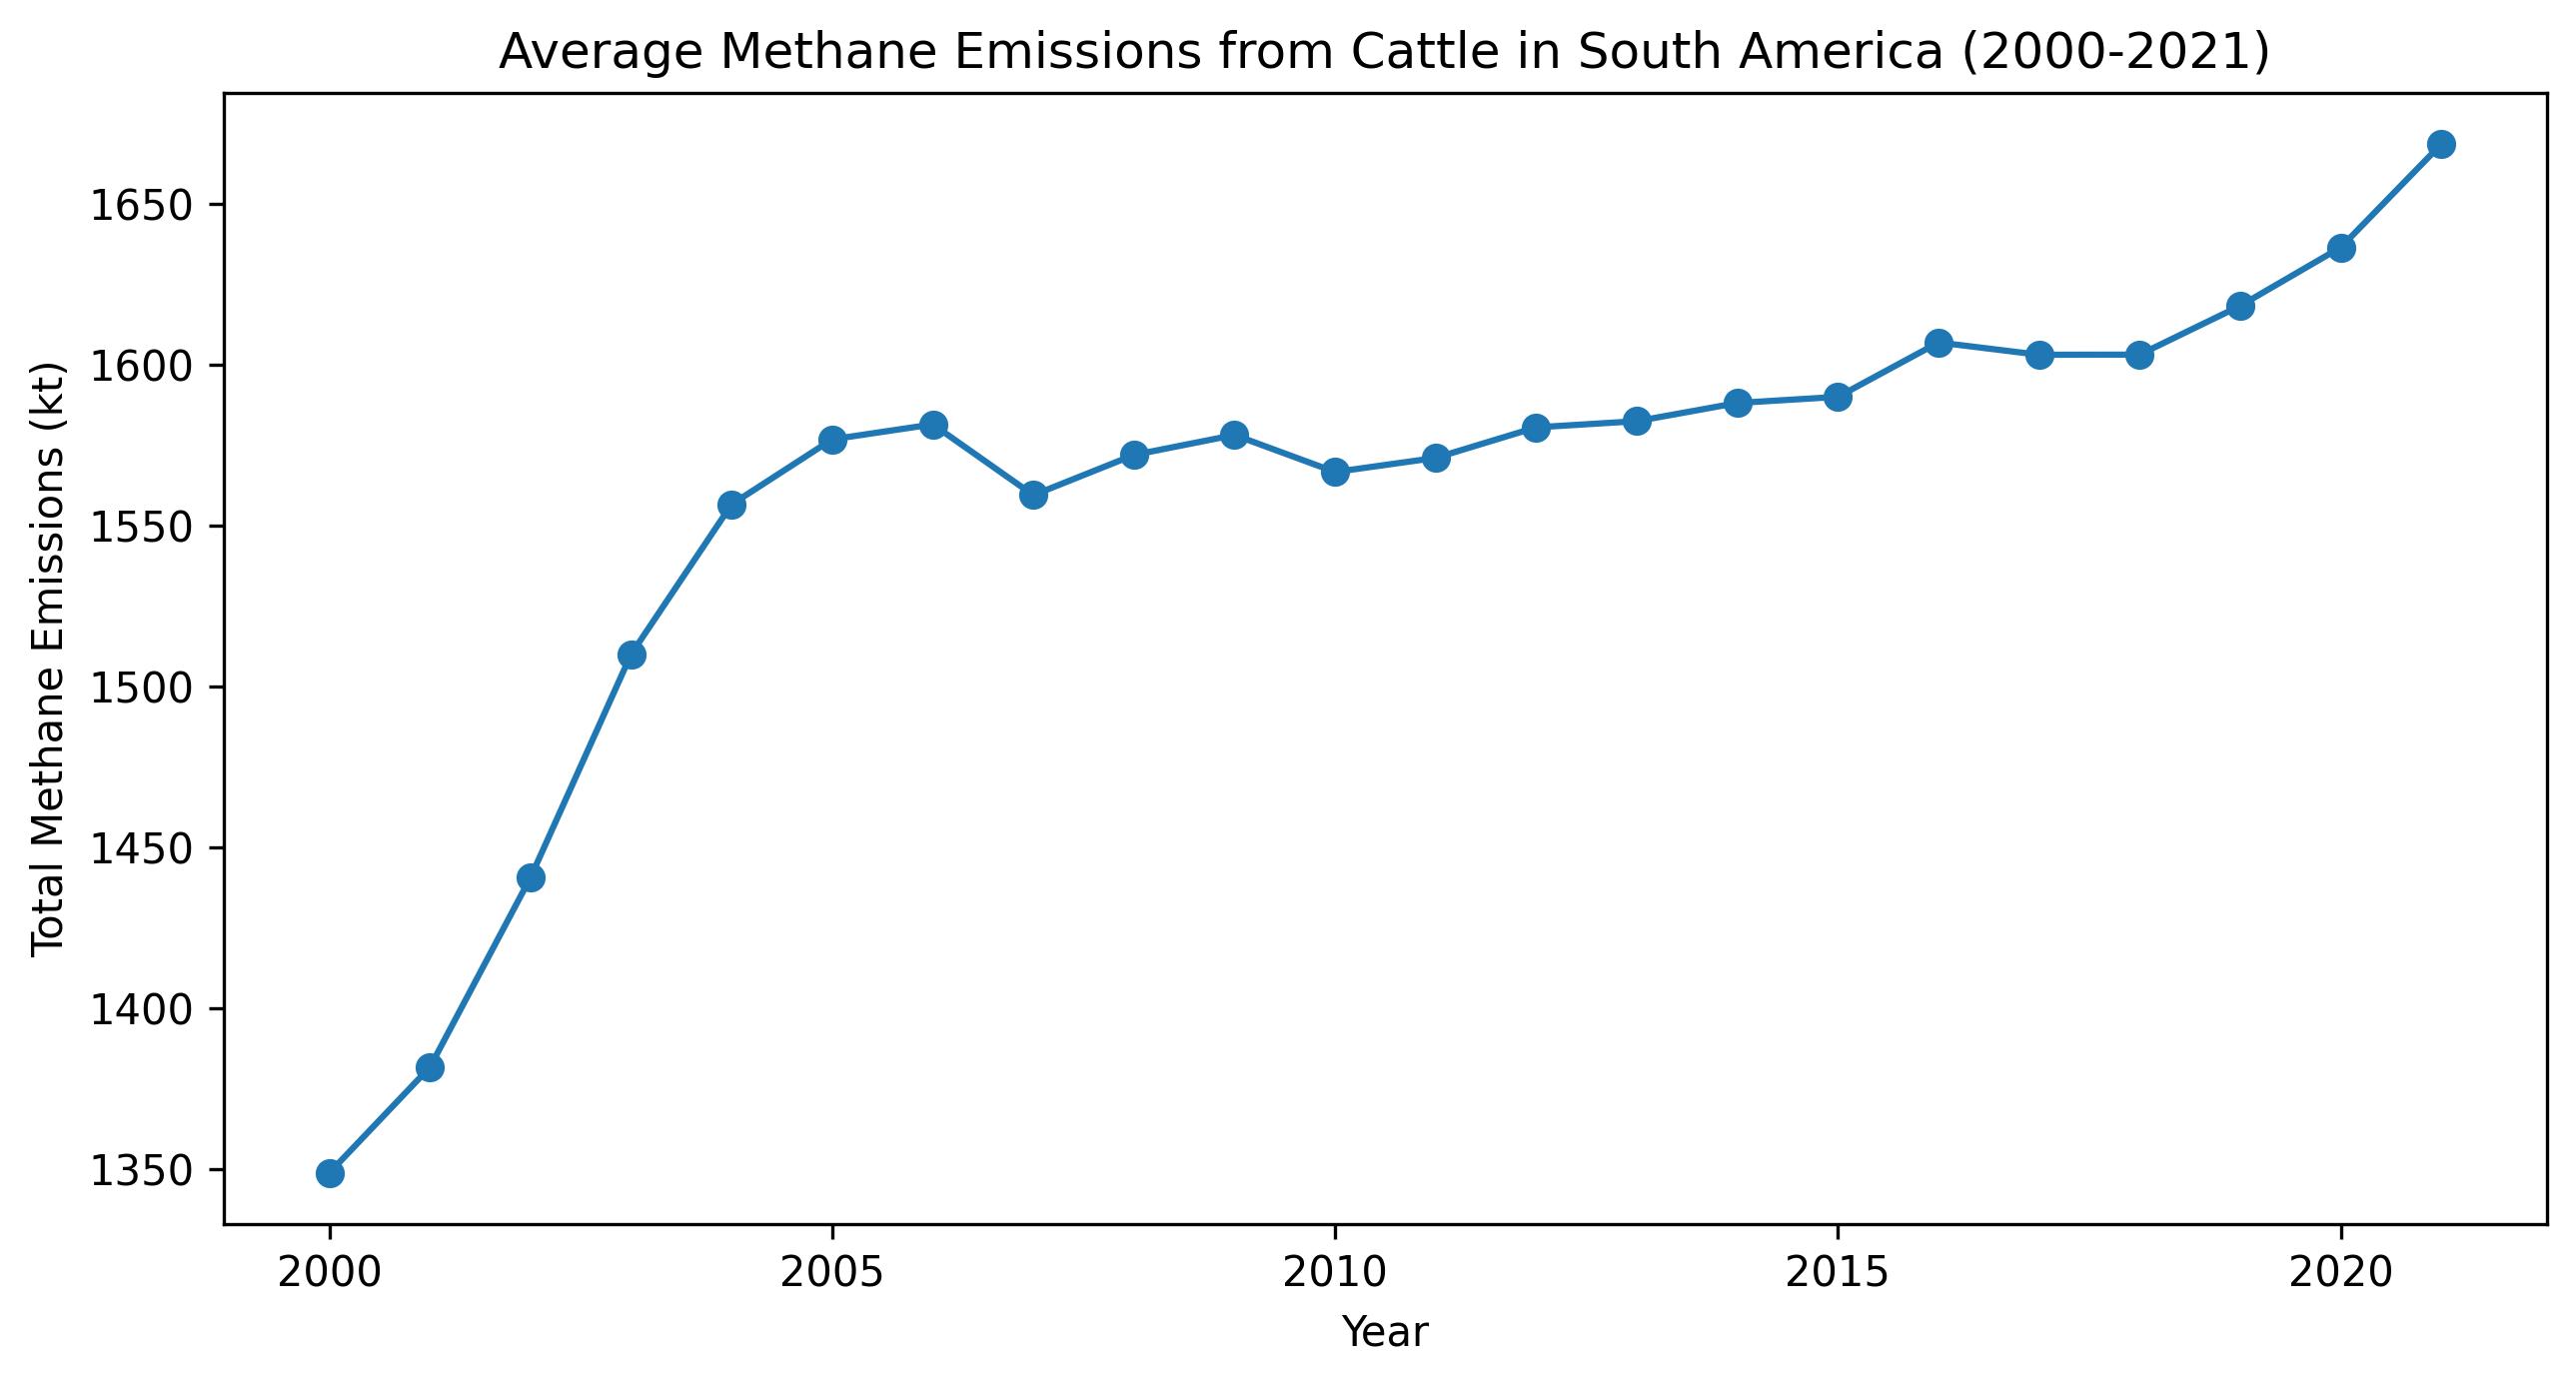 Average Methane Emissions from Cattle in South America (2000-2021)
Total Methane Emissions (kt)
1650
1600
1550
1500
1450
1400
1350
2000 2005 2010 2015 2020
Year